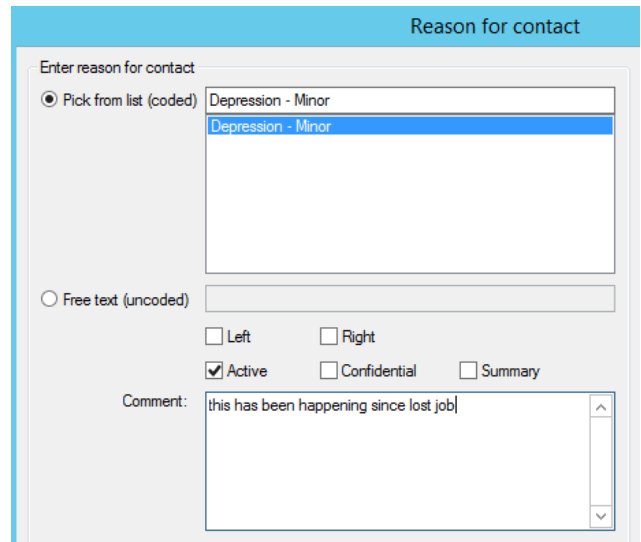 Reason for contact
Enter reason for contact
Pick from list (coded) Depression - Minor
Depression - Minor
Free text (uncoded)
Left Right
Active Confidential Summary
Comment: this has been happening since lost job